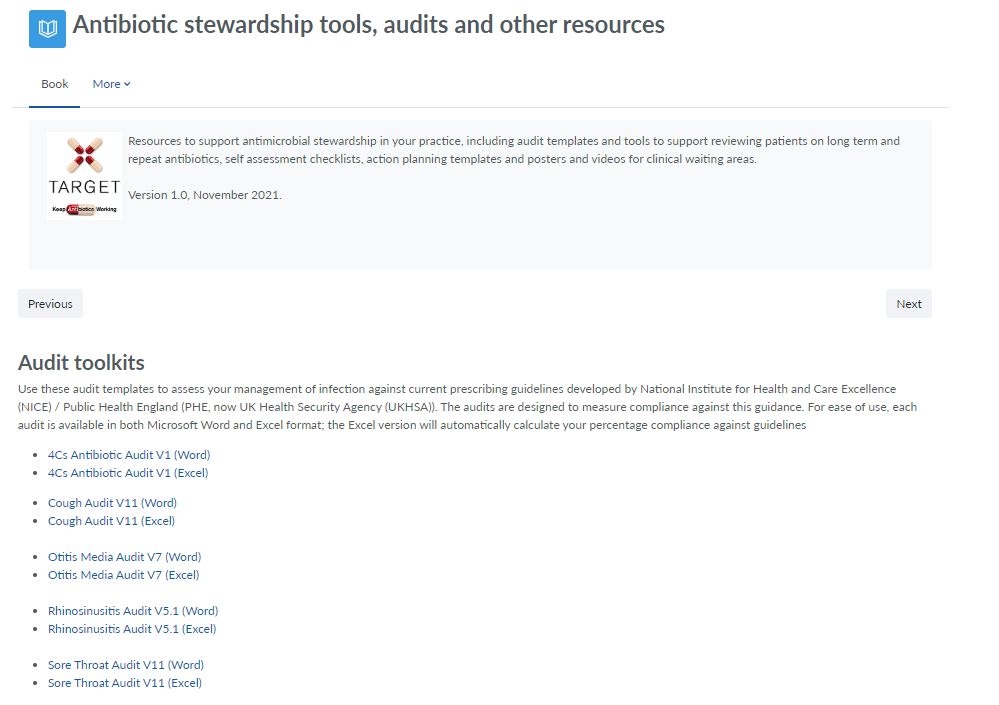 Antibiotic stewardship tools, audits and other resources
Book
More
Resources to support antimicrobial stewardship in your practice, including audit templates and tools to support reviewing patients on long term and
repeat antibiotics, self assessment checklists, action planning templates and posters and videos for clinical waiting areas.
TARGET
Keep Antibiotics Working
Version 1.0, November 2021.
Previous
Next
Audit toolkits
Use these audit templates to assess your management of infection against current prescribing guidelines developed by National Institute for Health and Care Excellence
(NICE) / Public Health England (PHE, now UK Health Security Agency (UKHSA)). The audits are designed to measure compliance against this guidance. For ease of use, each
audit is available in both Microsoft Word and Excel format; the Excel version will automatically calculate your percentage compliance against guidelines
4Cs Antibiotic Audit V1 (Word)
4Cs Antibiotic Audit V1 (Excel)
Cough Audit V11 (Word)
Cough Audit V11 (Excel)
Otitis Media Audit V7 (Word)
Otitis Media Audit V7 (Excel)
Rhinosinusitis Audit V5.1 (Word)
Rhinosinusitis Audit V5.1 (Excel)
Sore Throat Audit V11 (Word)
Sore Throat Audit V11 (Excel)